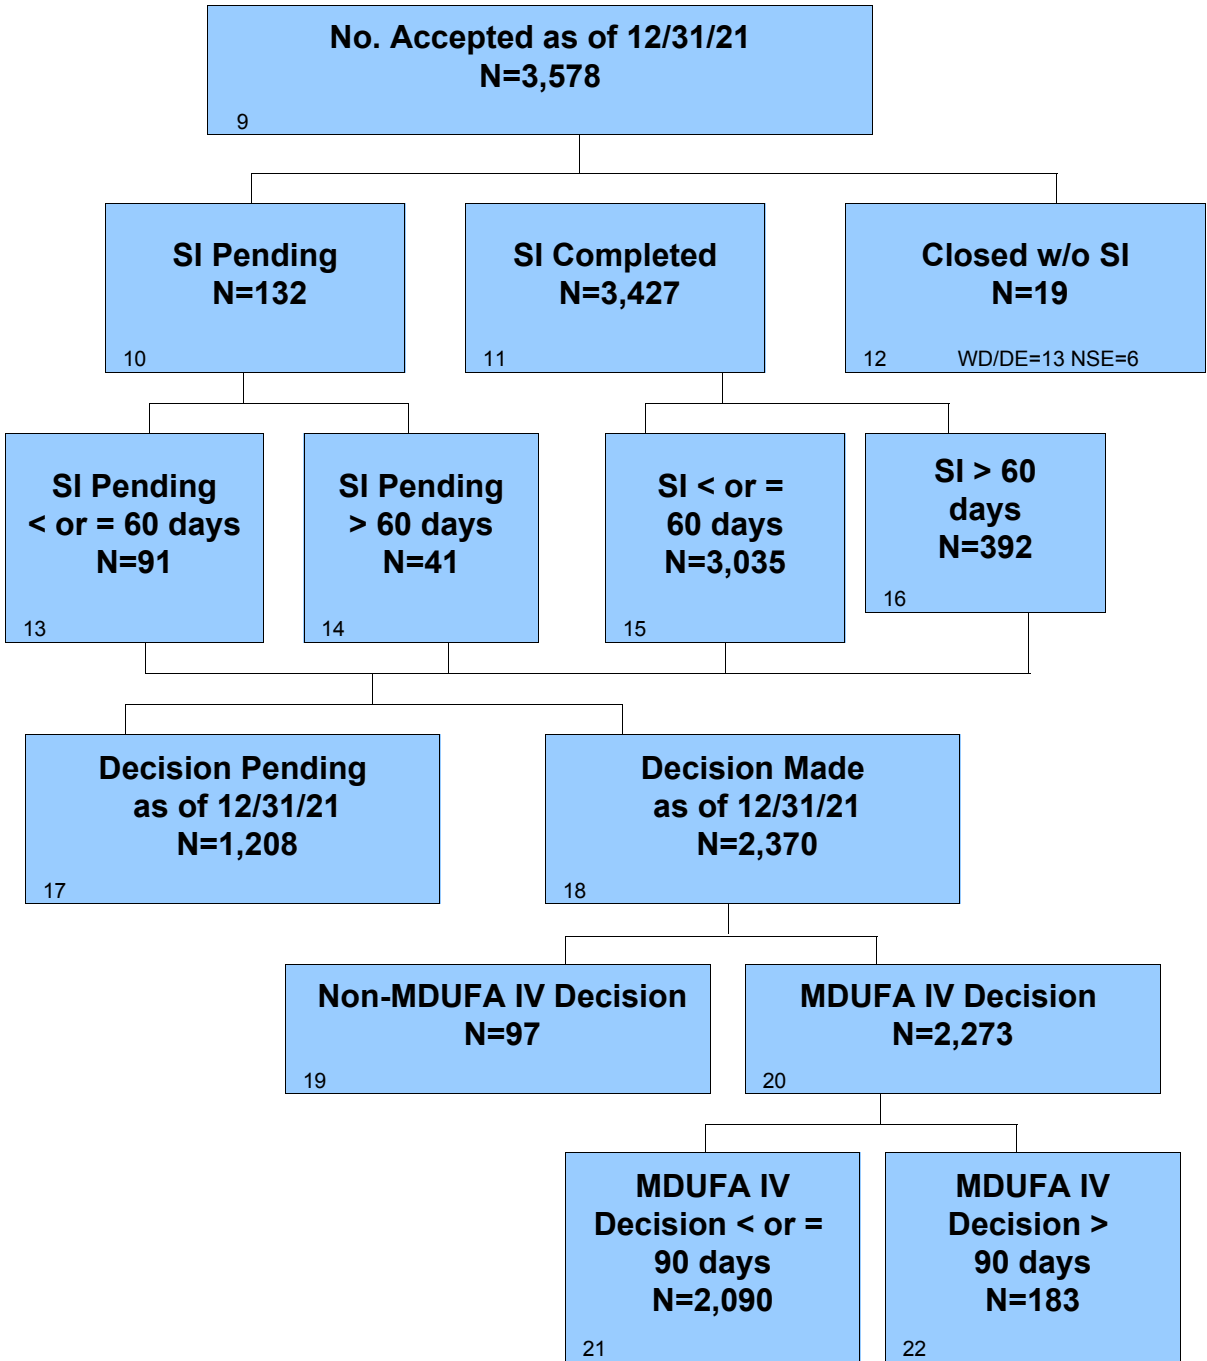 No. Accepted as of 12/31/21
N=3,578
9
SI Pending
N=132
10
SI Completed
N=3,427
11
Closed w/o SI
N=19
12 WD/DE=13 NSE=6
SI Pending
< or = 60 days
N=91
13
SI Pending
> 60 days
N=41
14
SI < or =
60 days
N=3,035
15
SI > 60
days
N=392
16
Decision Pending
as of 12/31/21
N=1,208
17
Decision Made
as of 12/31/21
N=2,370
18
Non-MDUFA IV Decision
N=97
19
MDUFA IV Decision
N=2,273
20
MDUFA IV
Decision < or =
90 days
N=2,090
21
MDUFA IV
Decision >
90 days
N=183
22